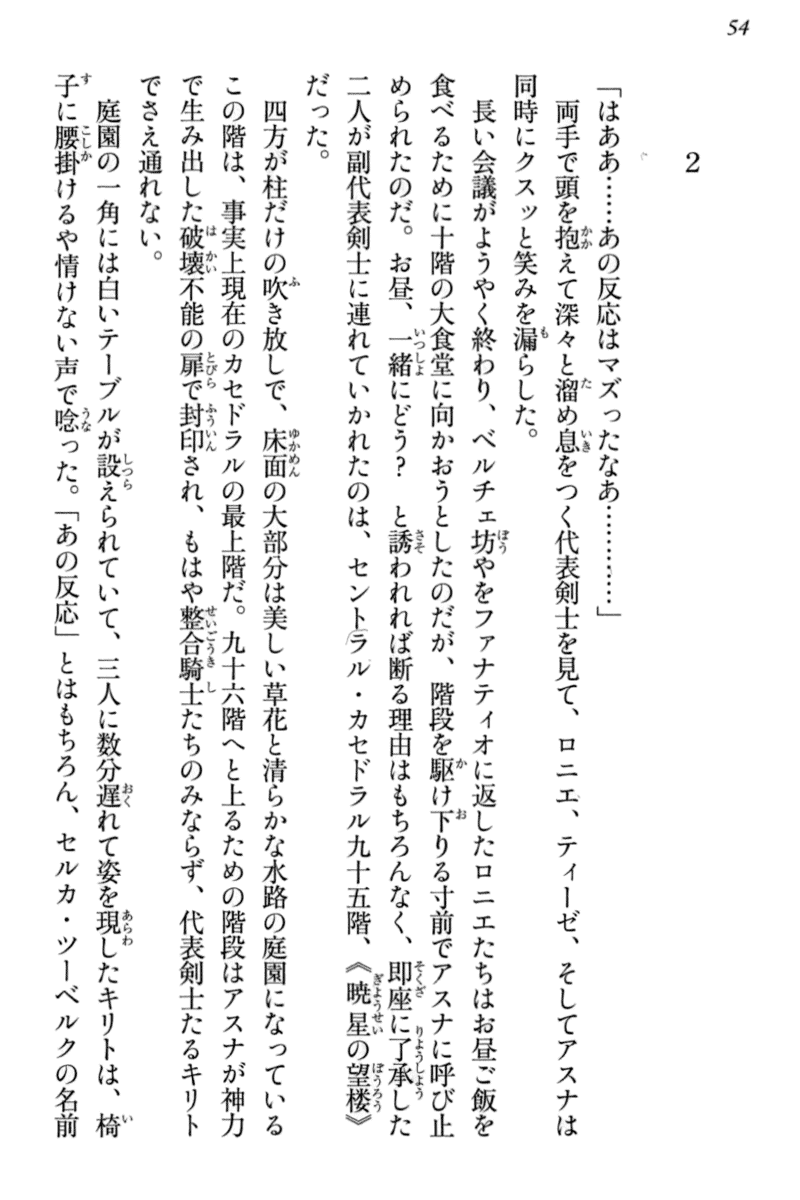 54
2
「はああ……あの反応はマズったなあ…………」
両手で頭を抱えて深々と溜め息をつく代表剣士を見て、ロニエ、ティーゼ、そしてアスナは
同時にクスッと笑みを漏らした。
長い会議がようやく終わり、ベルチェ坊やをファナティオに返したロニエたちはお昼ご飯を
食べるために十階の大食堂に向かおうとしたのだが、階段を駆け下りる寸前でアスナに呼び止
められたのだ。お昼、一緒にどう？　と誘われれば断る理由はもちろんなく、即座に了承した
二人が副代表剣士に連れていかれたのは、セントラル・カセドラル九十五階、《暁星の望楼》
だった。
四方が柱だけの吹き放しで、床面の大部分は美しい草花と清らかな水路の庭園になっている
この階は、事実上現在のカセドラルの最上階だ。九十六階へと上るための階段はアスナが神力
で生み出した破壊不能の扉で封印され、もはや整合騎士たちのみならず、代表剣士たるキリト
でさえ通れない。
庭園の一角には白いテーブルが設えられていて、三人に数分遅れて姿を現したキリトは、椅
子に腰掛けるや情けない声で唸った。「あの反応」とはもちろん、セルカ・ツーベルクの名前